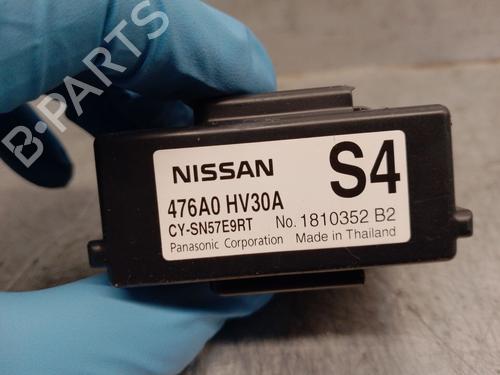 NISSAN
S4
476A0 HV30A
CY-SN57E9RT
No. 1810352 B2
Panasonic Corporation
Made in Thailand
B-PARTS